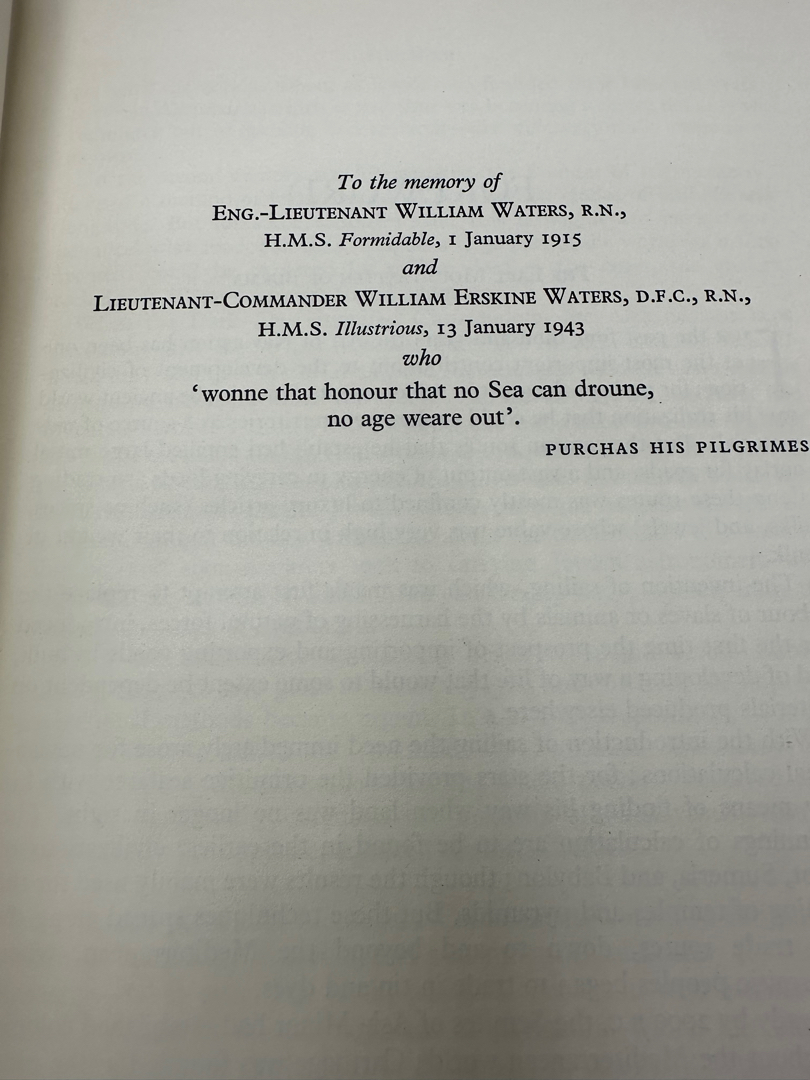 To the memory of
ENG.-LIEUTENANT WILLIAM WATERS, R.N.,
H.M.S. Formidable, 1 January 1915
and
LIEUTENANT-COMMANDER WILLIAM ERSKINE WATERS, D.F.C., R.N.,
H.M.S. Illustrious, 13 January 1943
who
‘wonne that honour that no Sea can droune,
no age weare out’.
PURCHAS HIS PILGRIMES